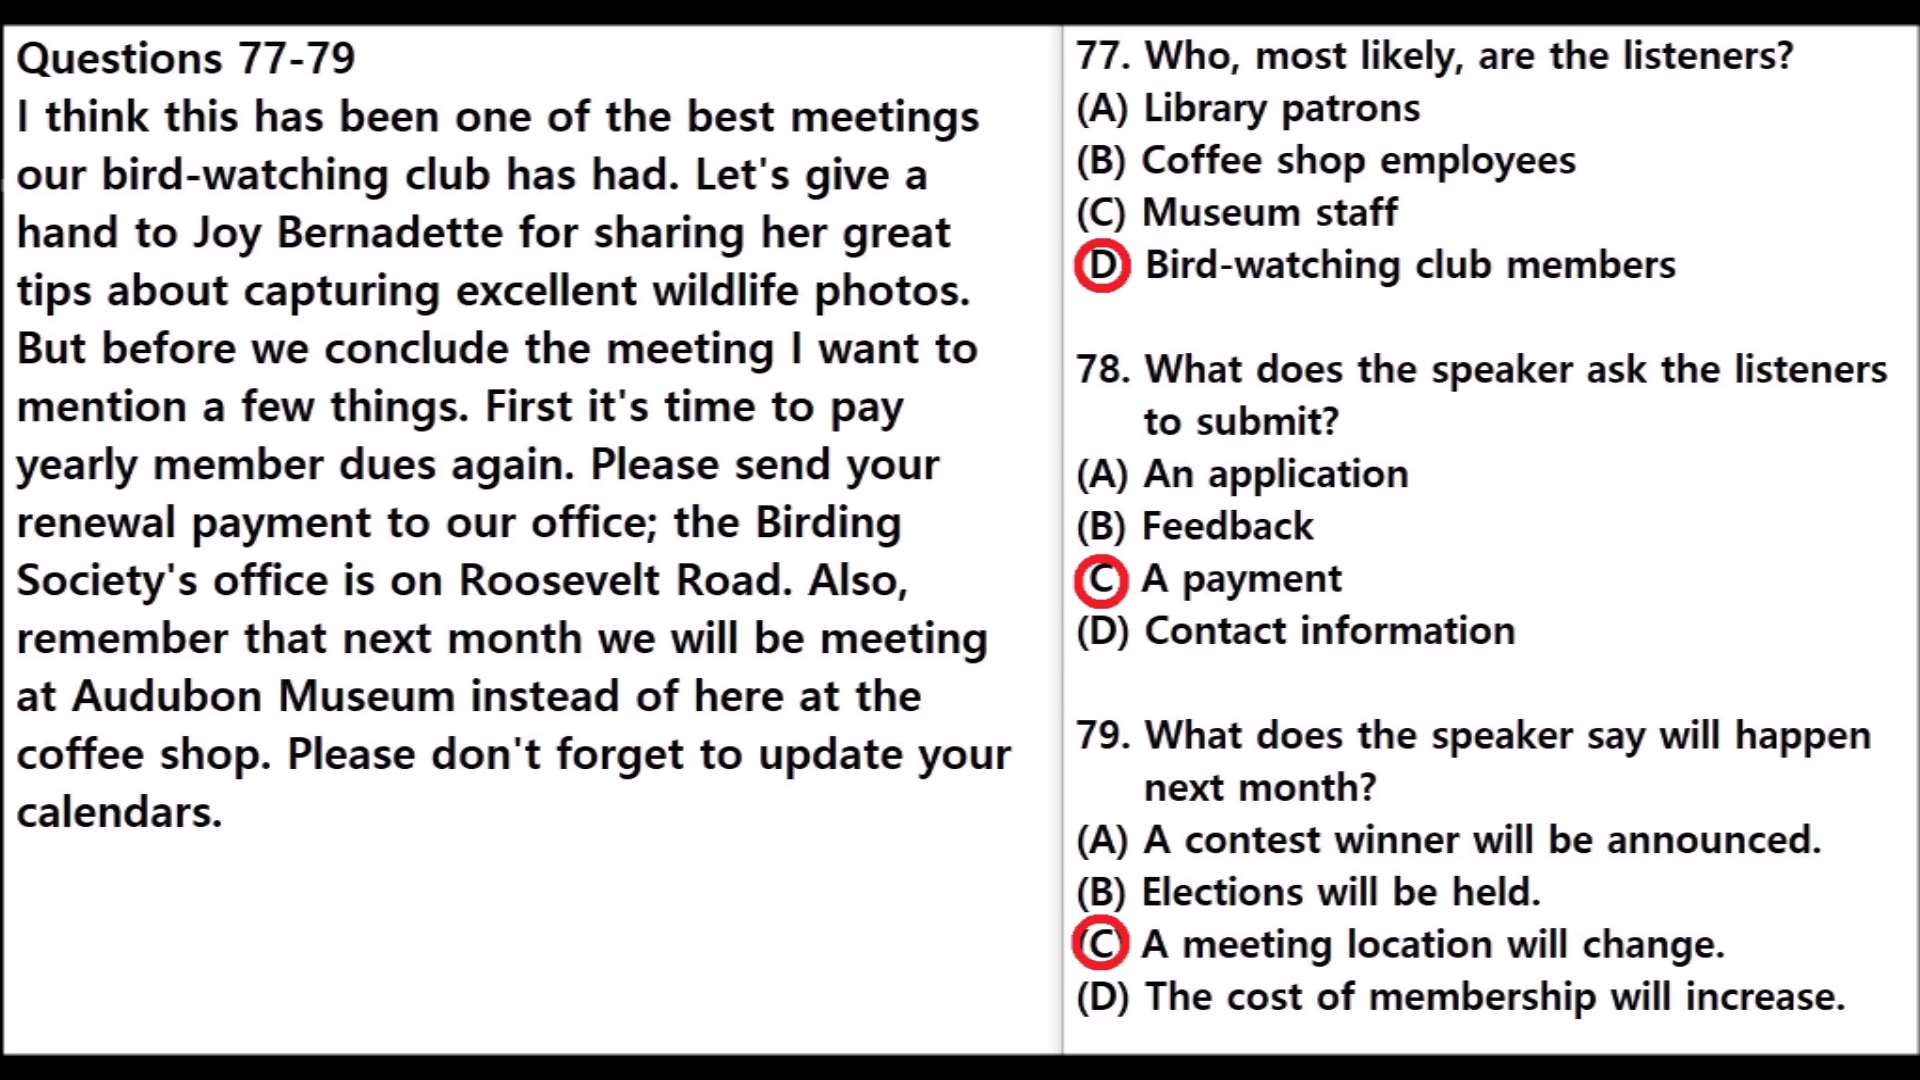 Questions 77-79
I think this has been one of the best meetings
our bird-watching club has had. Let's give a
hand to Joy Bernadette for sharing her great
tips about capturing excellent wildlife photos.
But before we conclude the meeting I want to
mention a few things. First it's time to pay
yearly member dues again. Please send your
renewal payment to our office; the Birding
Society's office is on Roosevelt Road. Also,
remember that next month we will be meeting
at Audubon Museum instead of here at the
coffee shop. Please don't forget to update your
calendars.
77. Who, most likely, are the listeners?
(A) Library patrons
(B) Coffee shop employees
(C) Museum staff
(D) Bird-watching club members
78. What does the speaker ask the listeners
to submit?
(A) An application
(B) Feedback
(C) A payment
(D) Contact information
79. What does the speaker say will happen
next month?
(A) A contest winner will be announced.
(B) Elections will be held.
(C) A meeting location will change.
(D) The cost of membership will increase.